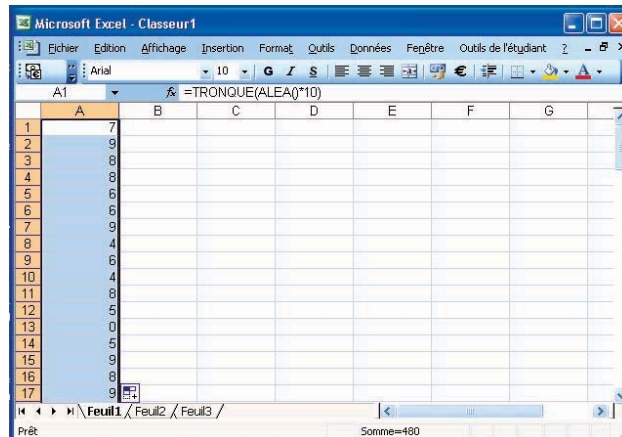 Microsoft Excel - Classeur1
Fichier Edition Affichage Insertion Format Outils Données Fenêtre Outils de l'étudiant ?
Arial 10 G I S € A
A1 fx =TRONQUE(ALEA()*10)
A B C D E F G
1 7
2 9
3 8
4 8
5 6
6 6
7 9
8 4
9 6
10 4
11 8
12 5
13 0
14 5
15 9
16 8
17 9
Feuil1 / Feuil2 / Feuil3 /
Prêt Somme=480